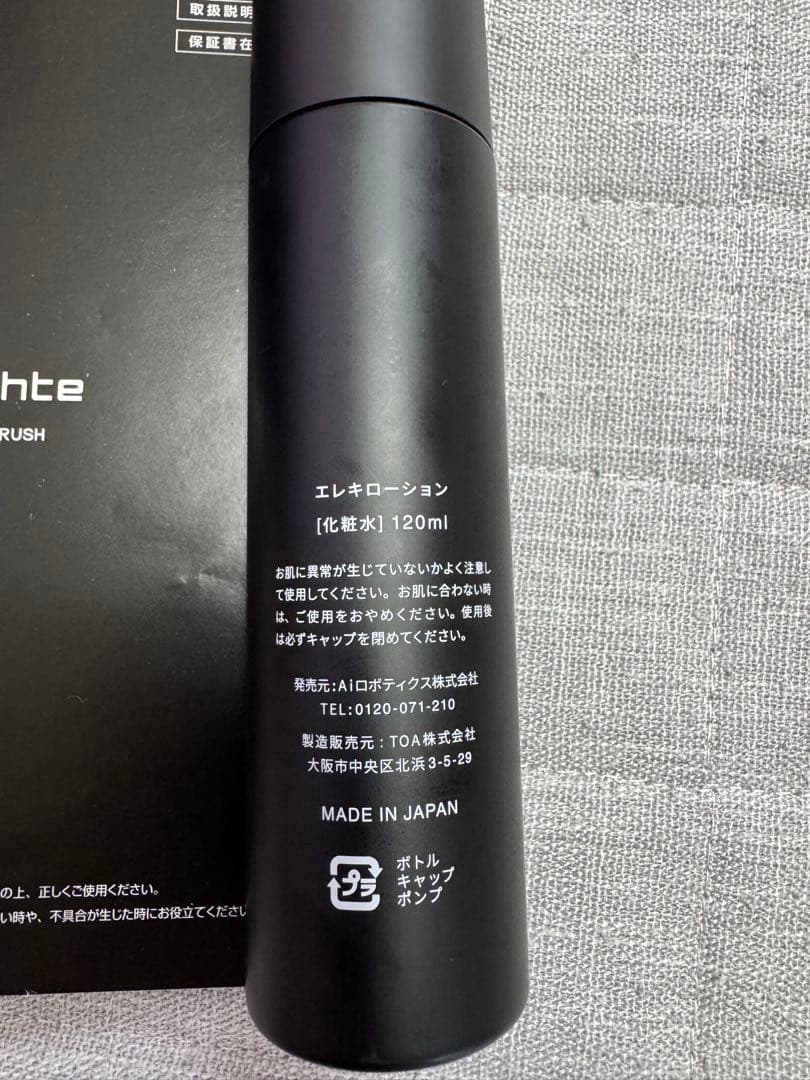 取扱説明
保証書在
hte
RUSH
の上、正しくご使用ください。
い時や、不具合が生じた時にお役立てくださ
エレキローション
[化粧水] 120ml
お肌に異常が生じていないかよく注意し
て使用してください。お肌に合わない時
は、ご使用をおやめください。使用後
は必ずキャップを閉めてください。
発売元:Aiロボティクス株式会社
TEL:0120-071-210
製造販売元:TOA株式会社
大阪市中央区北浜3-5-29
MADE IN JAPAN
プラ
ボトル
キャップ
ポンプ